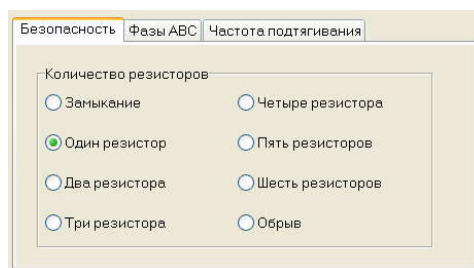 Безопасность Фазы ABC Частота подтягивания
Количество резисторов
Замыкание Четыре резистора
Один резистор Пять резисторов
Два резистора Шесть резисторов
Три резистора Обрыв